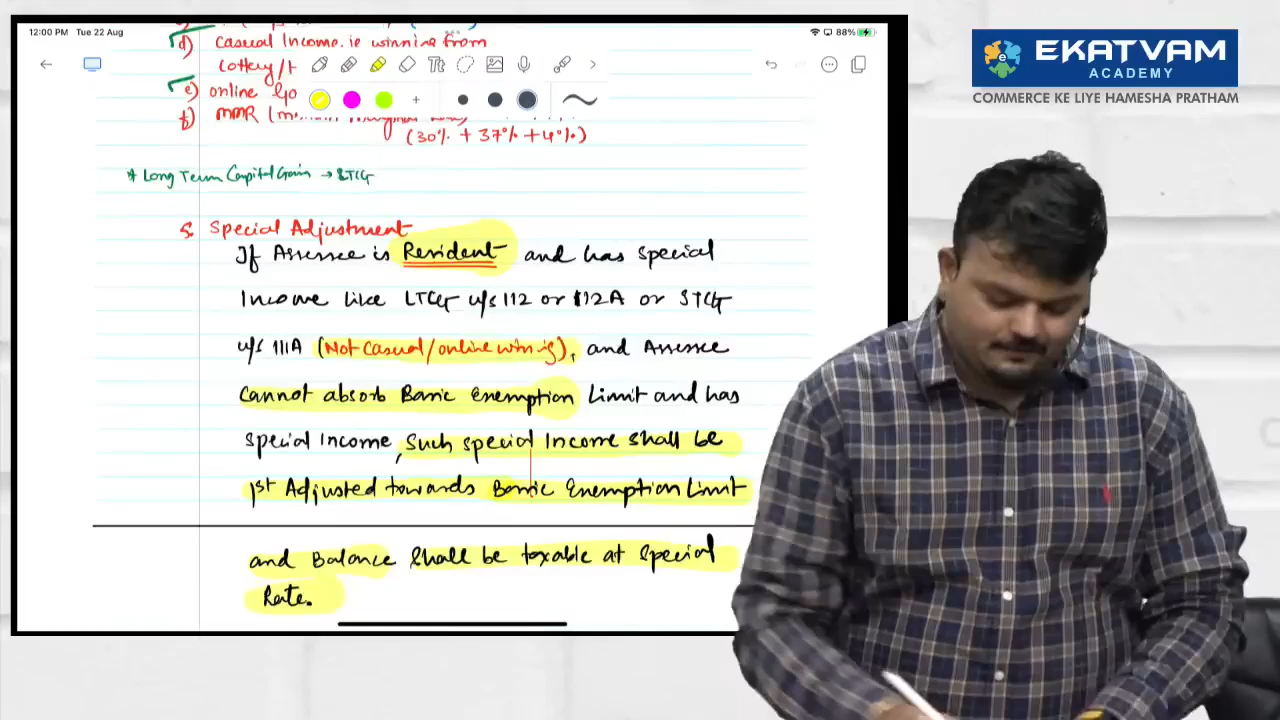 12:00 PM Tue 22 Aug
88%
d) Casual Income. ie winning from
Lottery/
e) online
f) MMR
(30% + 37% + 4%)
* Long Term Capital Gain → LTCG
5 Special Adjustment
If Assessee is Resident and has special
Income like LTCG u/s 112 or 112A or STCG
u/s 111A (Not Casual/online winning), and Assessee
Cannot absorb Basic Exemption Limit and has
special Income, Such special Income shall be
1st Adjusted towards Basic Exemption Limit
and Balance Shall be taxable at Special
Rate.
EKATVAM
ACADEMY
COMMERCE KE LIYE HAMESHA PRATHAM